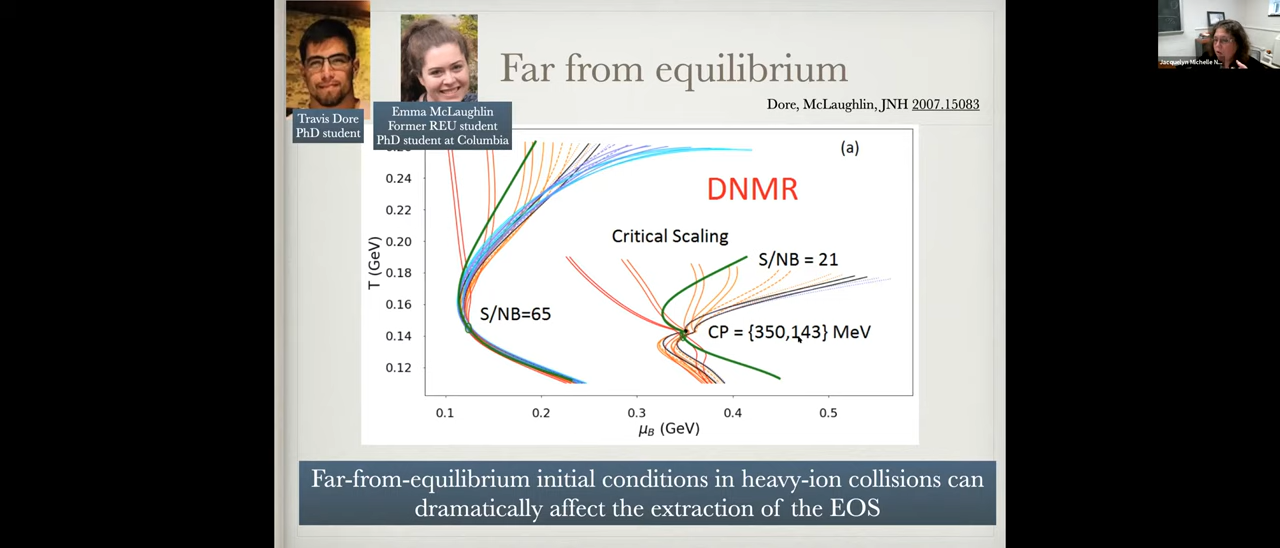 Jacquelyn Michelle N...
Far from equilibrium
Dore, McLaughlin, JNH 2007.15083
Travis Dore
PhD student
Emma McLaughlin
Former REU student
PhD student at Columbia
(a)
DNMR
Critical Scaling
S/NB = 21
S/NB=65
CP = {350,143} MeV
T (GeV)
0.24
0.22
0.20
0.18
0.16
0.14
0.12
0.1 0.2 0.3 0.4 0.5
μB (GeV)
Far-from-equilibrium initial conditions in heavy-ion collisions can
dramatically affect the extraction of the EOS